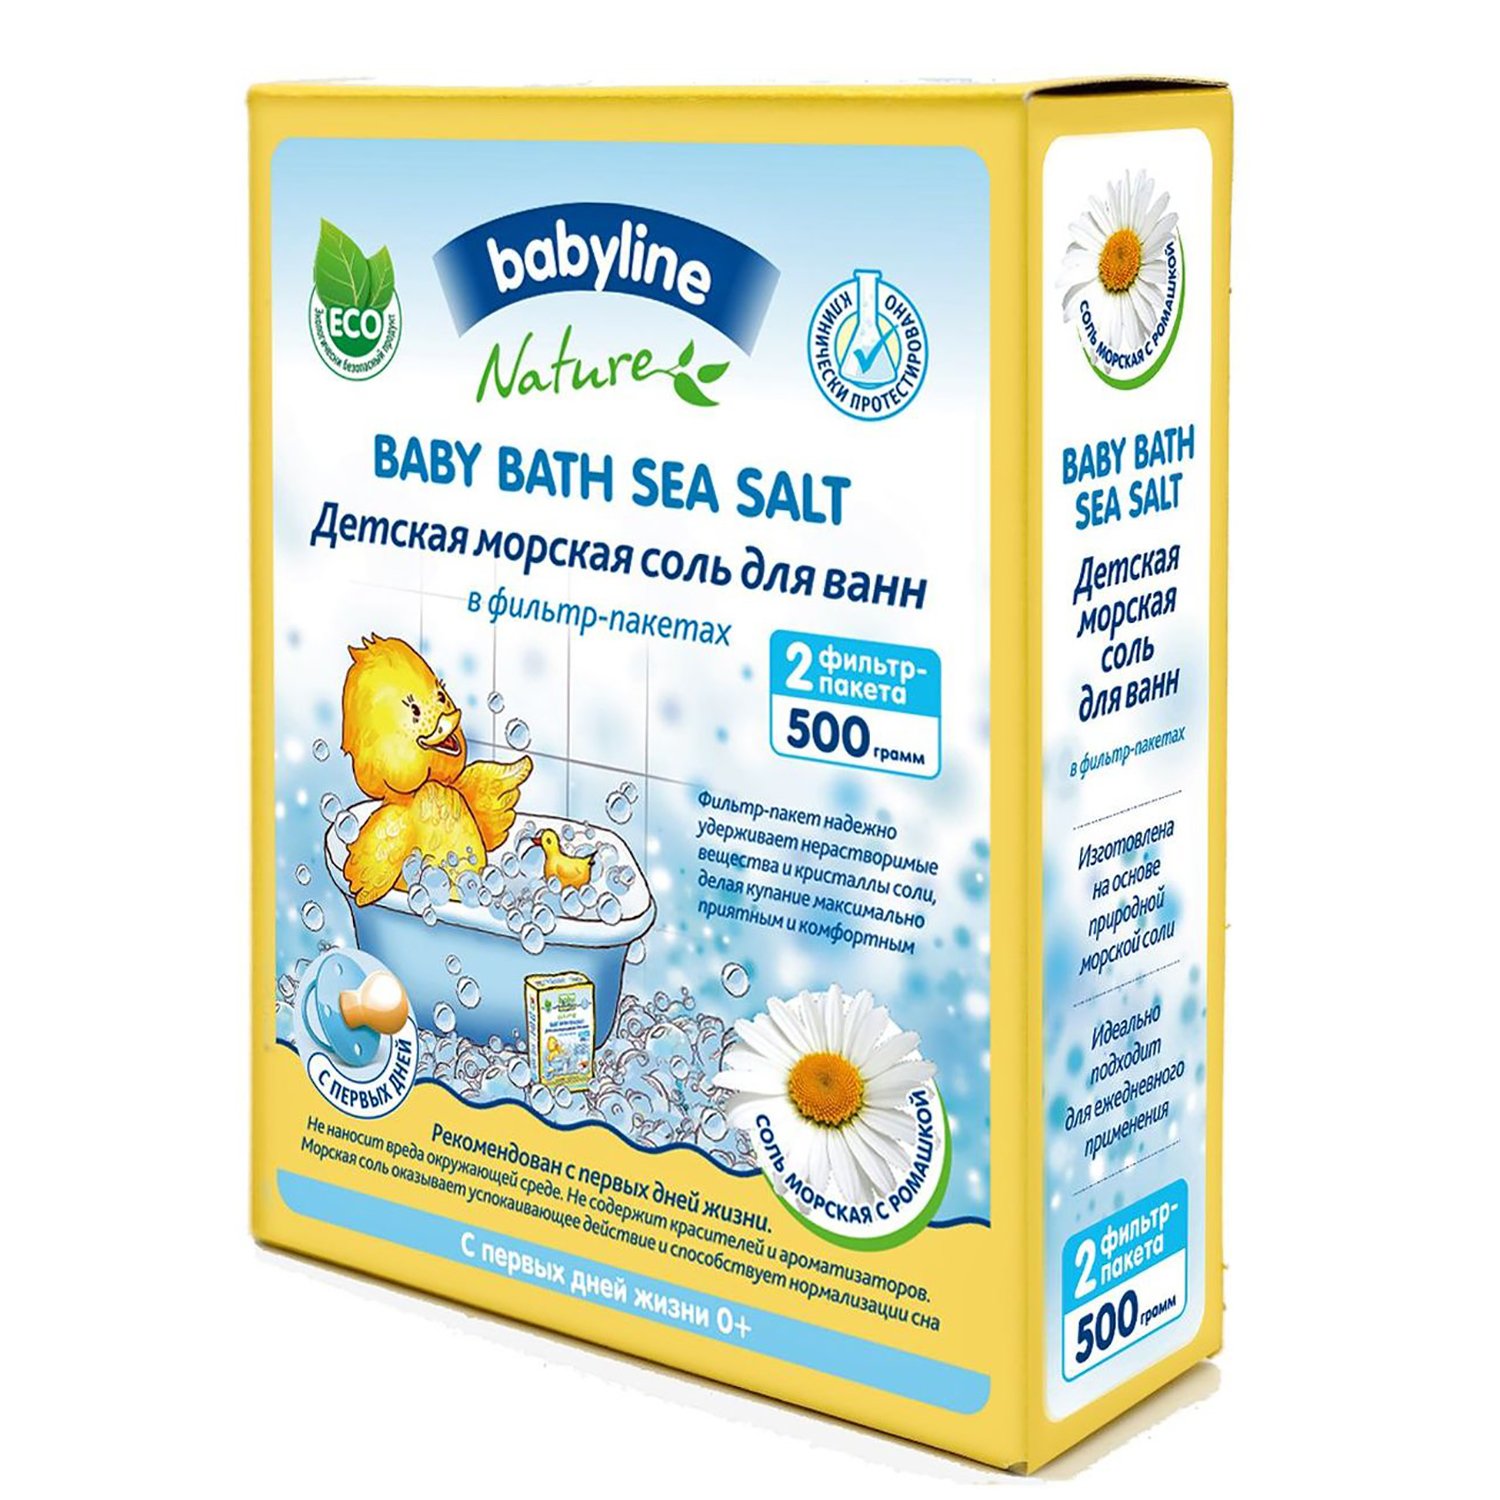 babyline
Nature
ECO
Экологически безопасный продукт
КЛИНИЧЕСКИ ПРОТЕСТИРОВАНО
BABY BATH SEA SALT
Детская морская соль для ванн
в фильтр-пакетах
2 фильтр-
пакета
500 грамм
Фильтр-пакет надежно
удерживает нерастворимые
вещества и кристаллы соли,
делая купание максимально
приятным и комфортным
С ПЕРВЫХ ДНЕЙ
СОЛЬ МОРСКАЯ С РОМАШКОЙ
Рекомендован с первых дней жизни.
Не наносит вреда окружающей среде. Не содержит красителей и ароматизаторов.
Морская соль оказывает успокаивающее действие и способствует нормализации сна
С первых дней жизни 0+
СОЛЬ МОРСКАЯ С РОМАШКОЙ
BABY BATH
SEA SALT
Детская
морская
соль
для ванн
в фильтр-пакетах
Изготовлена
на основе
природной
морской соли
Идеально
подходит
для ежедневного
применения
2 фильтр-
пакета
500 грамм